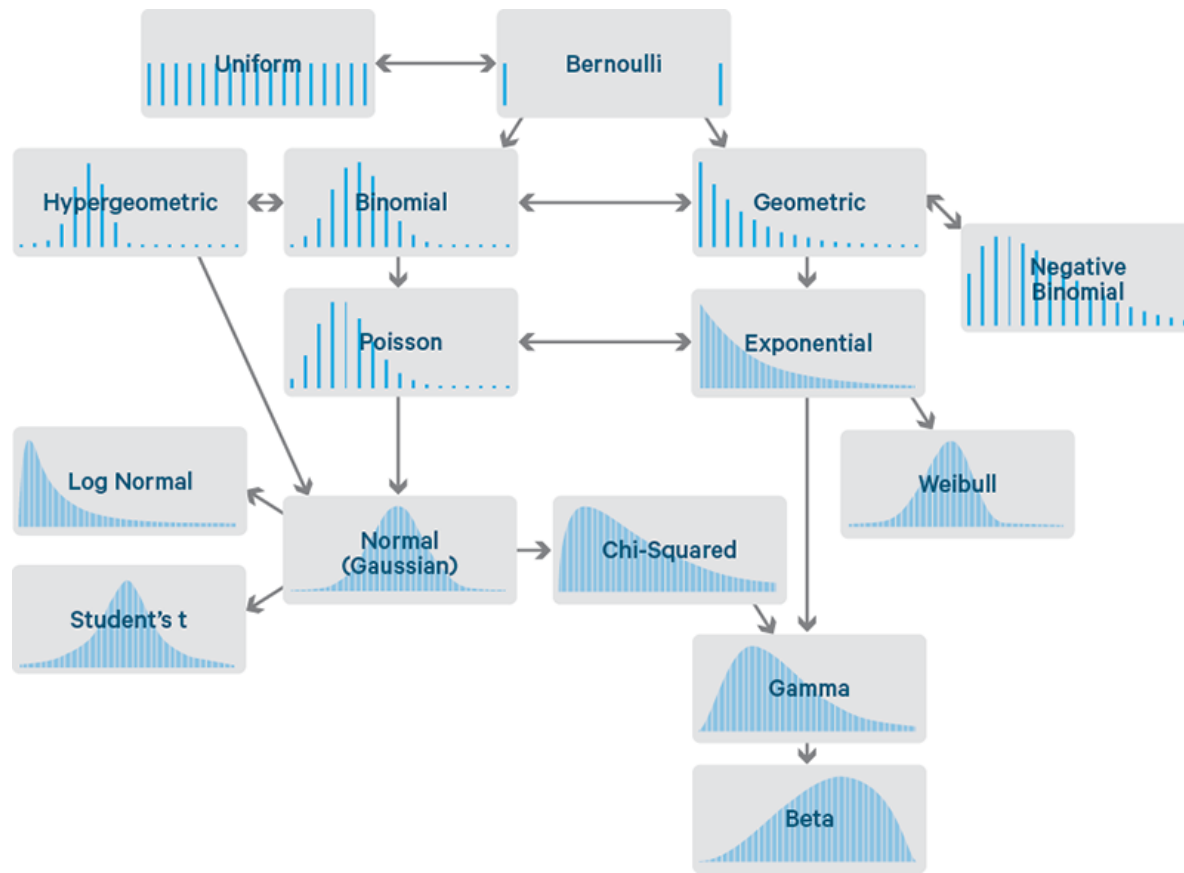 Uniform
Bernoulli
Hypergeometric
Binomial
Geometric
Negative
Binomial
Poisson
Exponential
Log Normal
Weibull
Normal
(Gaussian)
Chi-Squared
Student's t
Gamma
Beta